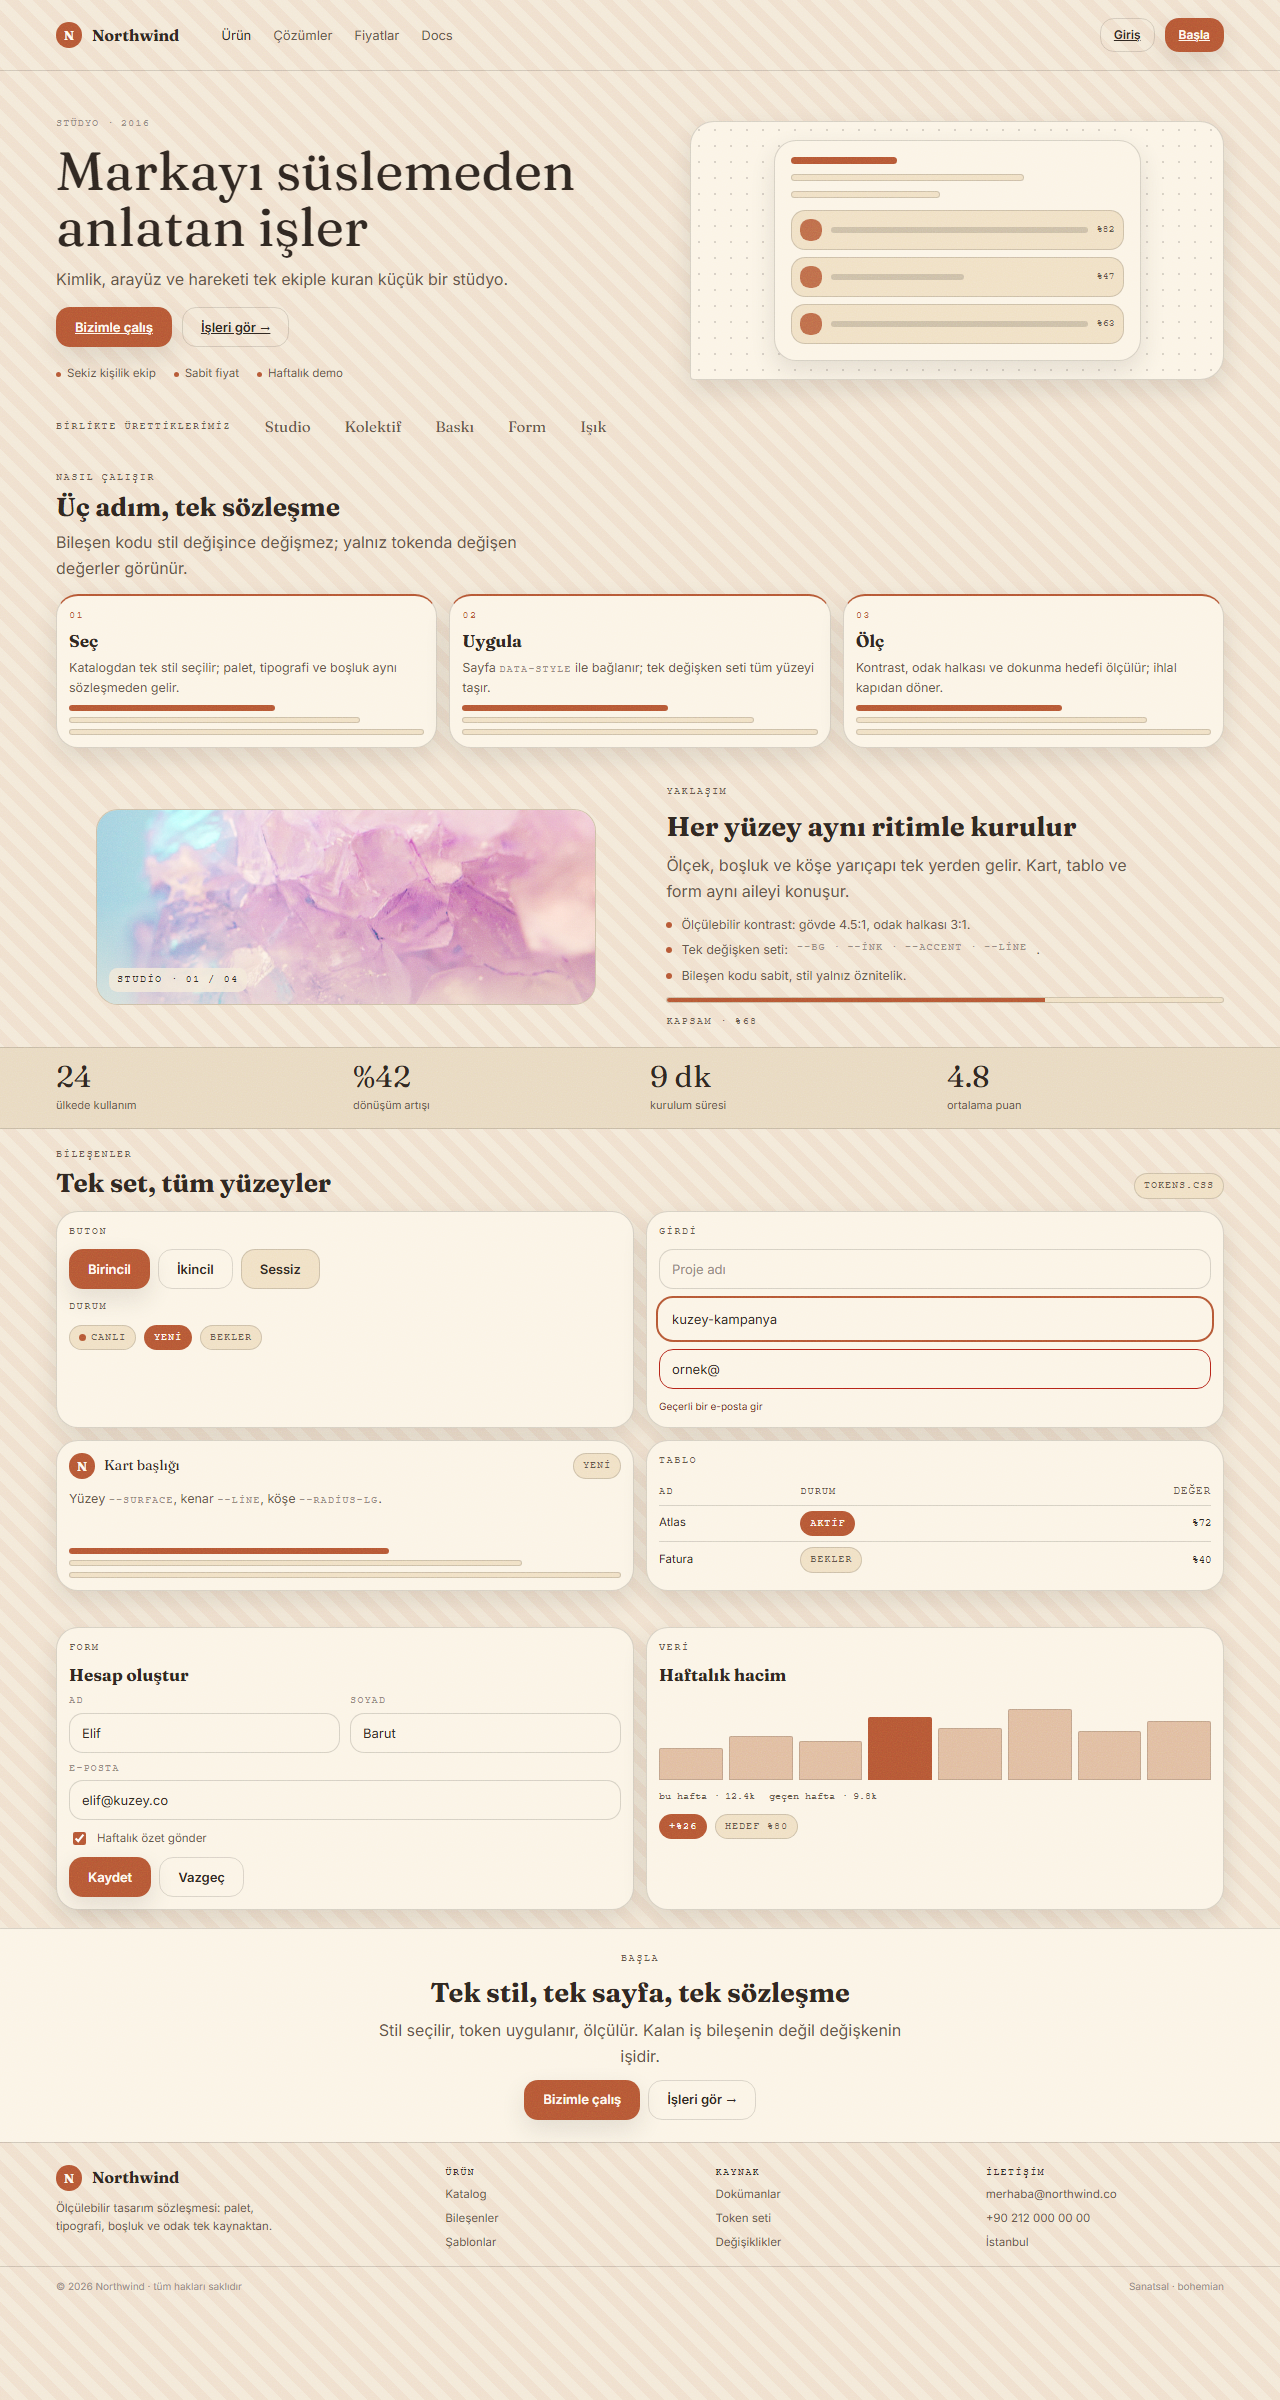 N Northwind Ürün Çözümler Fiyatlar Docs Giriş Başla
STÜDYO · 2016
Markayı süslemeden
anlatan işler
Kimlik, arayüz ve hareketi tek ekiple kuran küçük bir stüdyo.
Bizimle çalış İşleri gör →
Sekiz kişilik ekip Sabit fiyat Haftalık demo
%82
%47
%63
BİRLİKTE ÜRETTİKLERİMİZ Studio Kolektif Baskı Form Işık
NASIL ÇALIŞIR
Üç adım, tek sözleşme
Bileşen kodu stil değişince değişmez; yalnız tokenda değişen
değerler görünür.
01
Seç
Katalogdan tek stil seçilir; palet, tipografi ve boşluk aynı
sözleşmeden gelir.
02
Uygula
Sayfa DATA-STYLE ile bağlanır; tek değişken seti tüm yüzeyi
taşır.
03
Ölç
Kontrast, odak halkası ve dokunma hedefi ölçülür; ihlal
kapıdan döner.
STUDİO · 01 / 04
YAKLAŞIM
Her yüzey aynı ritimle kurulur
Ölçek, boşluk ve köşe yarıçapı tek yerden gelir. Kart, tablo ve
form aynı aileyi konuşur.
Ölçülebilir kontrast: gövde 4.5:1, odak halkası 3:1.
Tek değişken seti: --BG · --İNK · --ACCENT · --LİNE .
Bileşen kodu sabit, stil yalnız öznitelik.
KAPSAM · %68
24 %42 9 dk 4.8
ülkede kullanım dönüşüm artışı kurulum süresi ortalama puan
BİLEŞENLER
Tek set, tüm yüzeyler
TOKENS.CSS
BUTON
Birincil İkincil Sessiz
DURUM
CANLI YENİ BEKLER
GİRDİ
Proje adı
kuzey-kampanya
ornek@
Geçerli bir e-posta gir
N Kart başlığı YENİ
Yüzey --SURFACE, kenar --LİNE, köşe --RADİUS-LG.
TABLO
AD DURUM DEĞER
Atlas AKTİF %72
Fatura BEKLER %40
FORM
Hesap oluştur
AD SOYAD
Elif Barut
E-POSTA
elif@kuzey.co
Haftalık özet gönder
Kaydet Vazgeç
VERİ
Haftalık hacim
bu hafta · 12.4k geçen hafta · 9.8k
+%26 HEDEF %80
BAŞLA
Tek stil, tek sayfa, tek sözleşme
Stil seçilir, token uygulanır, ölçülür. Kalan iş bileşenin değil değişkenin
işidir.
Bizimle çalış İşleri gör →
N Northwind
Ölçülebilir tasarım sözleşmesi: palet,
tipografi, boşluk ve odak tek kaynaktan.
ÜRÜN
Katalog
Bileşenler
Şablonlar
KAYNAK
Dokümanlar
Token seti
Değişiklikler
İLETİŞİM
merhaba@northwind.co
+90 212 000 00 00
İstanbul
© 2026 Northwind · tüm hakları saklıdır Sanatsal · bohemian